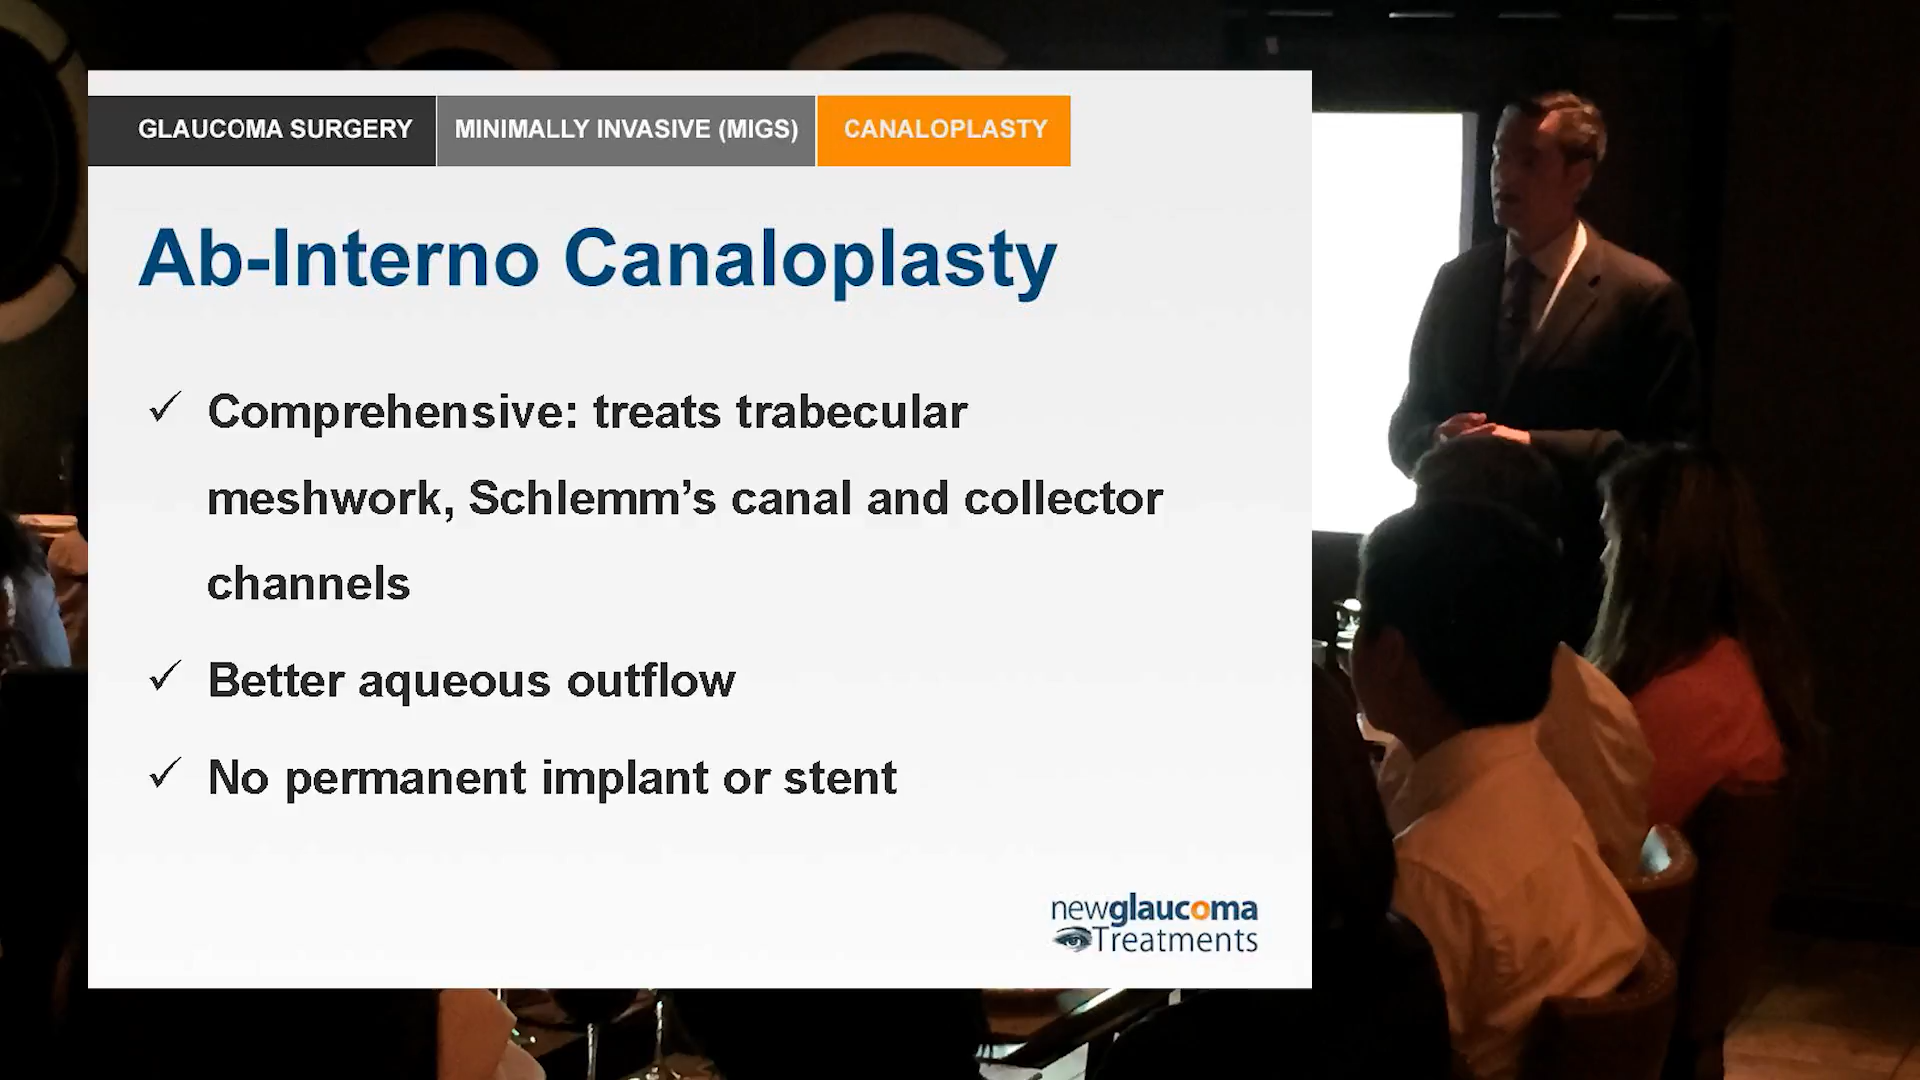 GLAUCOMA SURGERY
MINIMALLY INVASIVE (MIGS)
CANALOPLASTY
Ab-Interno Canaloplasty
✓ Comprehensive: treats trabecular
meshwork, Schlemm’s canal and collector
channels
✓ Better aqueous outflow
✓ No permanent implant or stent
newglaucoma
Treatments